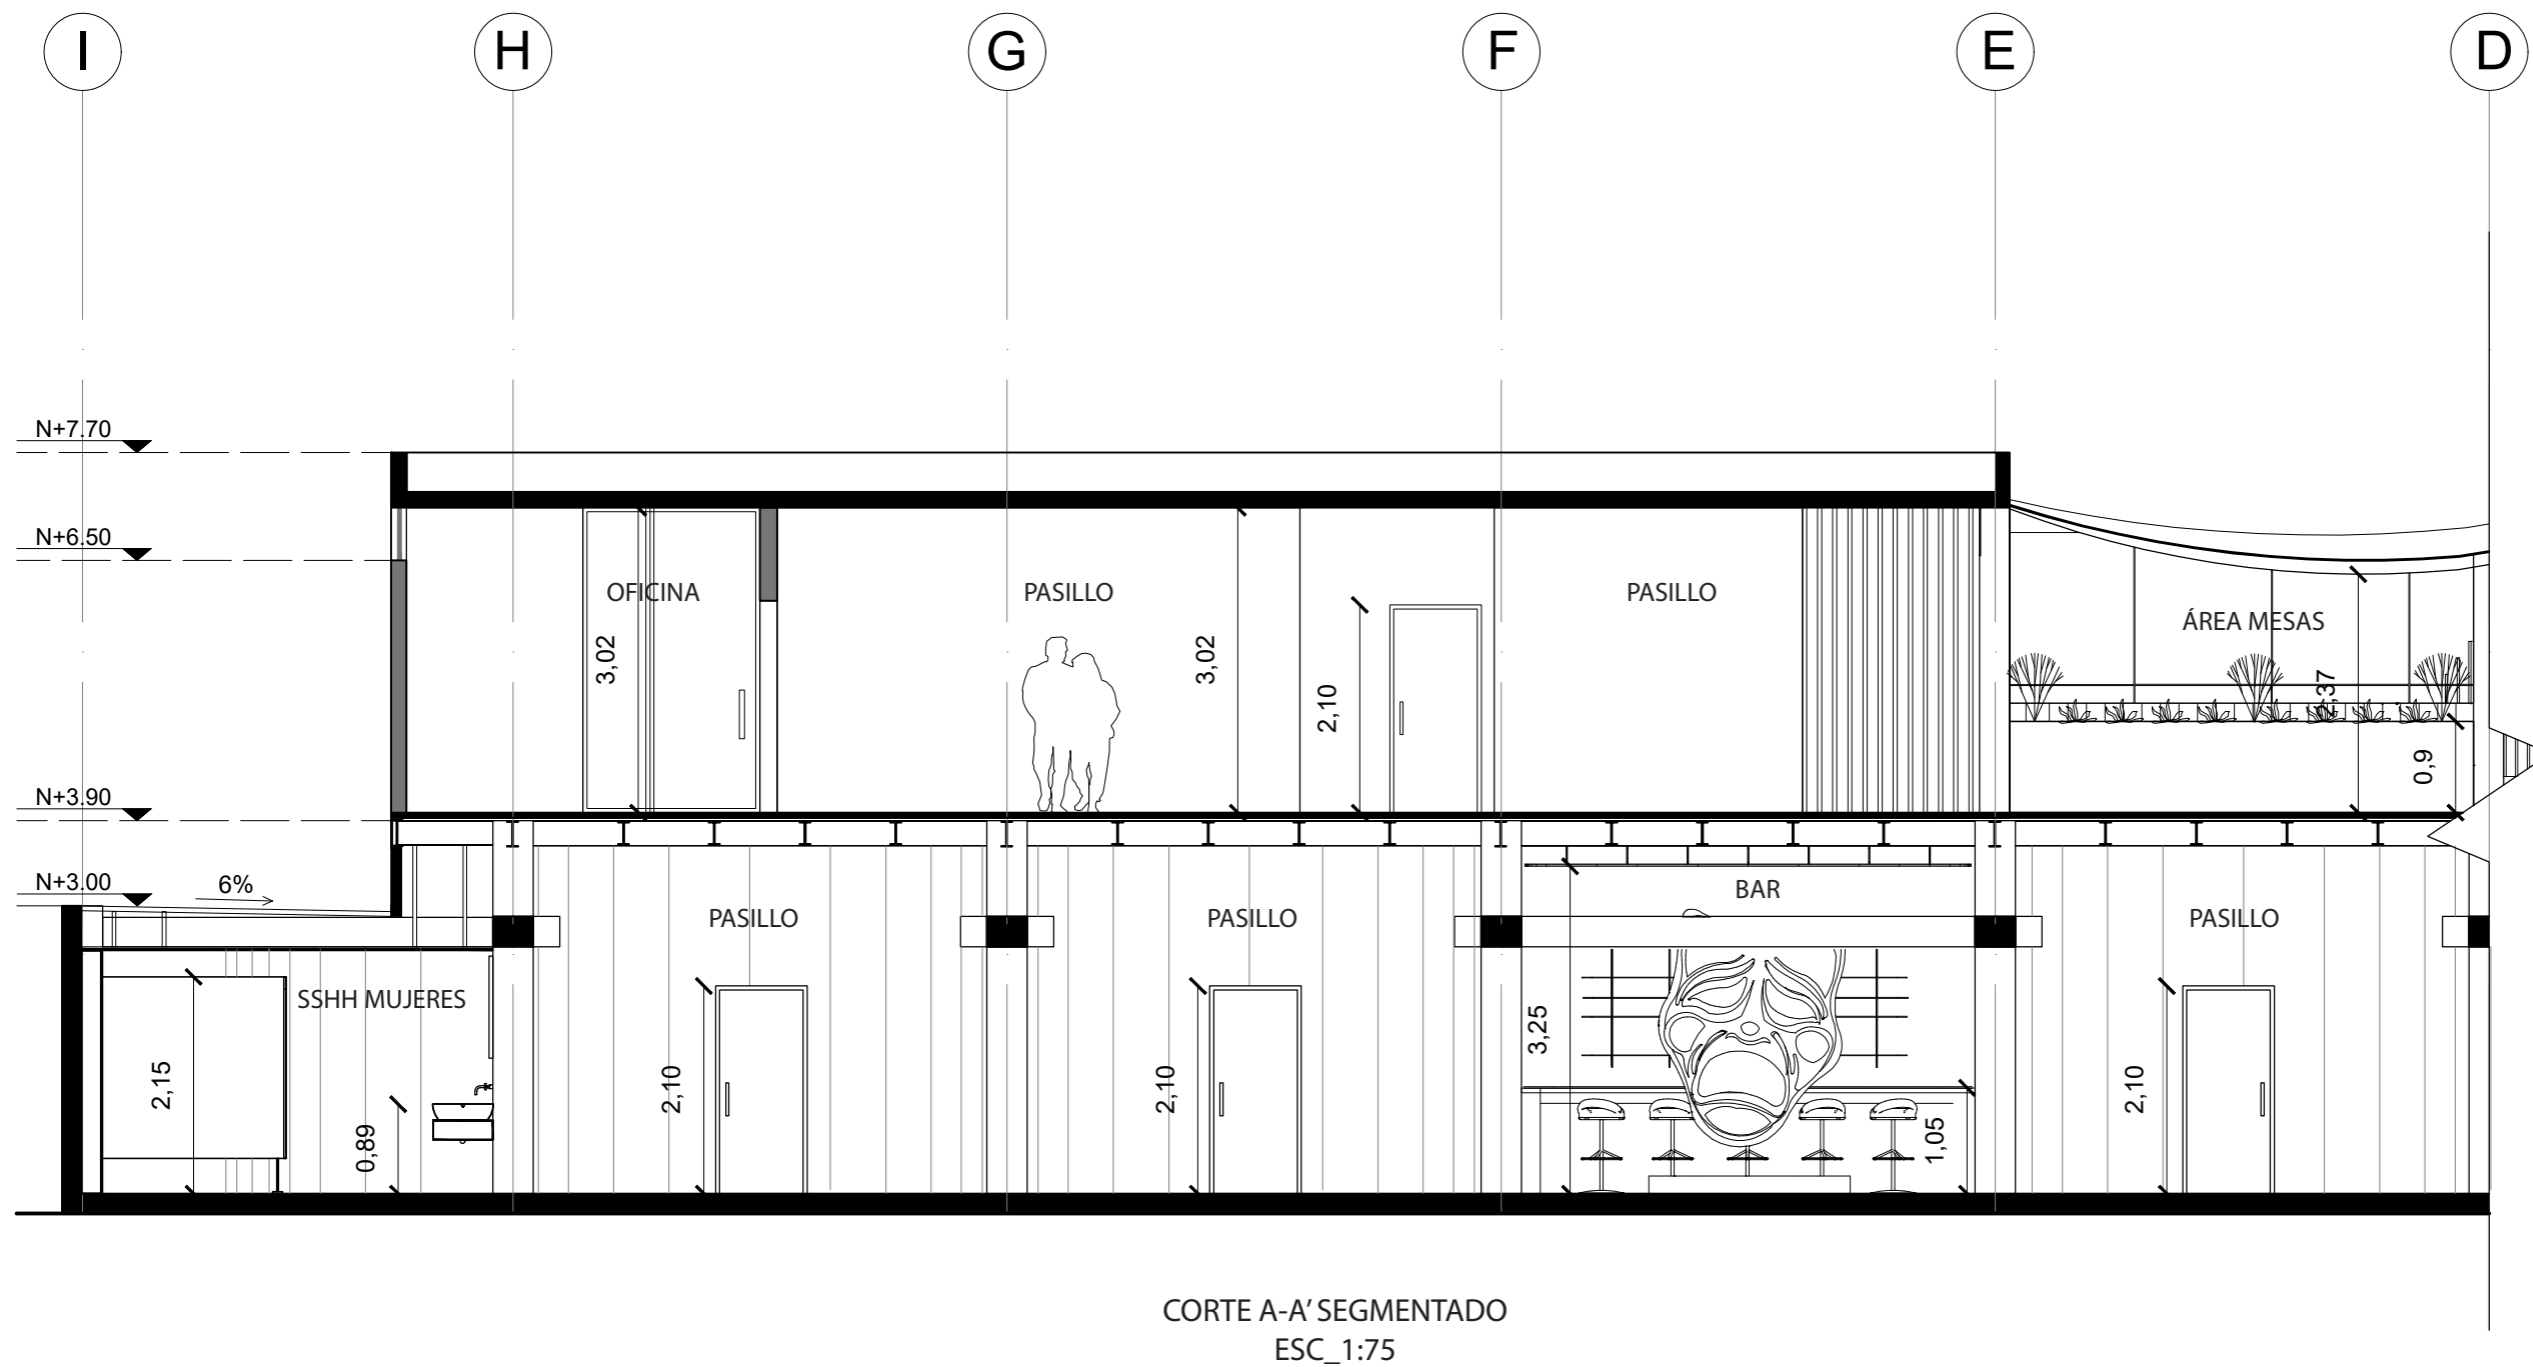 I
H
G
F
E
D
N+7.70
N+6.50
OFICINA
PASILLO
PASILLO
ÁREA MESAS
3,02
3,02
2,10
2,37
0,9
N+3.90
N+3.00
6%
PASILLO
PASILLO
BAR
PASILLO
SSHH MUJERES
2,15
0,89
2,10
2,10
3,25
1,05
2,10
CORTE A-A’ SEGMENTADO
ESC_1:75